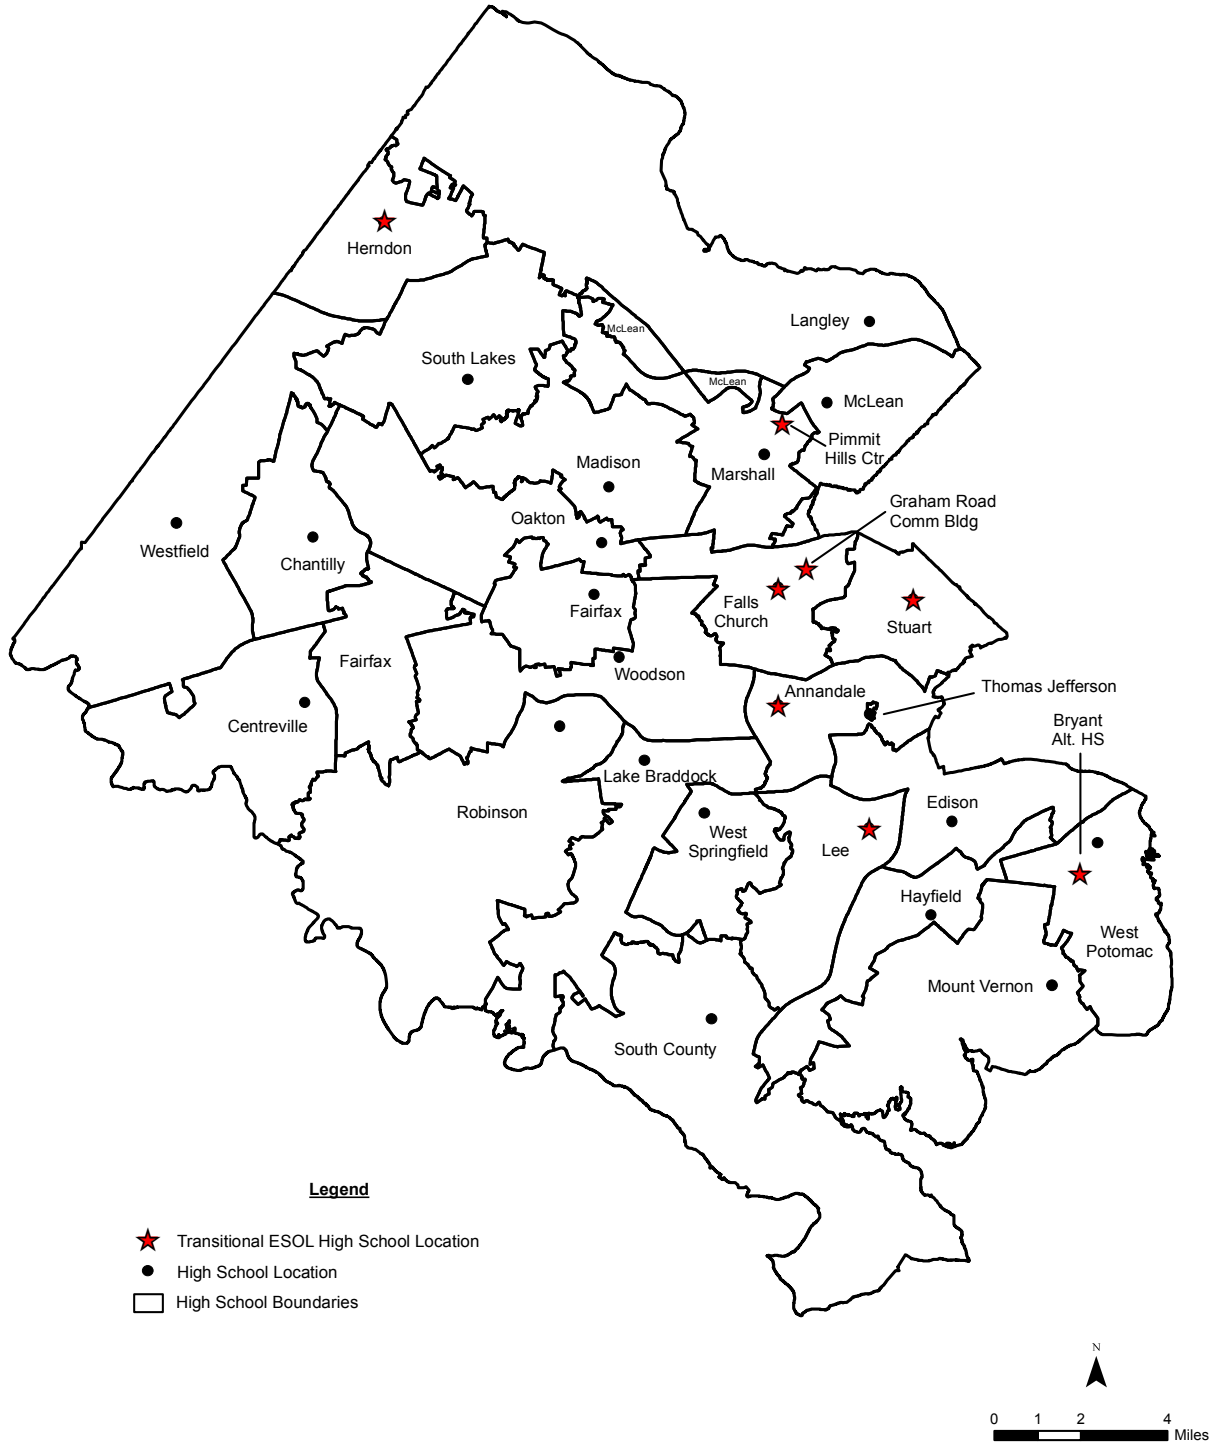 Herndon
Langley
McLean
South Lakes
McLean
McLean
Pimmit
Hills Ctr
Madison
Marshall
Graham Road
Comm Bldg
Oakton
Westfield
Chantilly
Fairfax
Falls
Church
Stuart
Fairfax
Woodson
Annandale
Thomas Jefferson
Centreville
Bryant
Alt. HS
Lake Braddock
Robinson
Edison
West
Springfield
Lee
Hayfield
West
Potomac
Mount Vernon
South County
Legend
Transitional ESOL High School Location
High School Location
High School Boundaries
N
0 1 2 4
Miles